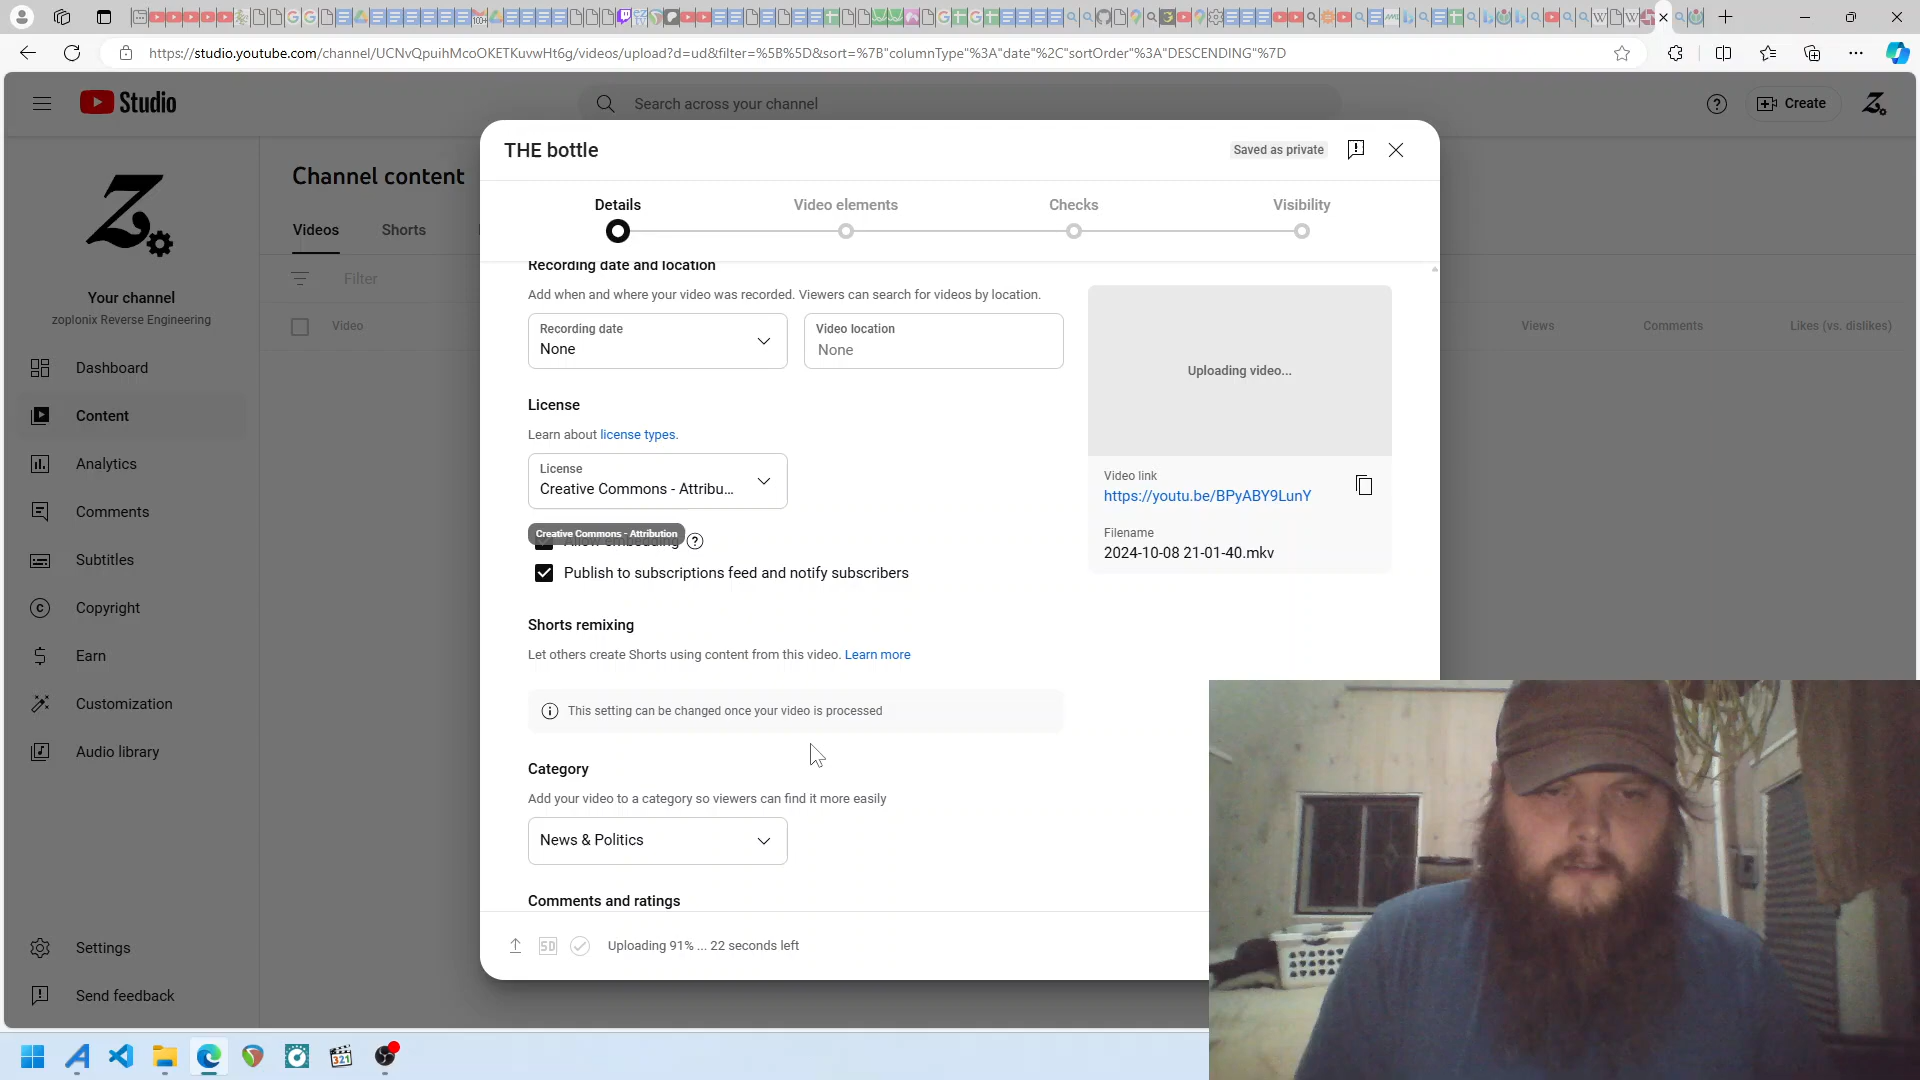 https://studio.youtube.com/channel/UCNvQpuihMcoOKETKuvwHt6g/videos/upload?d=ud&filter=%5B%5D&sort=%7B"columnType"%3A"date"%2C"sortOrder"%3A"DESCENDING"%7D
Studio
Search across your channel
Create
THE bottle
Saved as private
Details
Video elements
Checks
Visibility
Channel content
Videos
Shorts
Filter
Video
Views
Comments
Likes (vs. dislikes)
Your channel
zoplonix Reverse Engineering
Dashboard
Content
Analytics
Comments
Subtitles
Copyright
Earn
Customization
Audio library
Settings
Send feedback
Recording date and location
Add when and where your video was recorded. Viewers can search for videos by location.
Recording date
None
Video location
None
License
Learn about license types.
License
Creative Commons - Attribu...
Creative Commons - Attribution
Allow embedding
Publish to subscriptions feed and notify subscribers
Shorts remixing
Let others create Shorts using content from this video. Learn more
This setting can be changed once your video is processed
Category
Add your video to a category so viewers can find it more easily
News & Politics
Comments and ratings
Uploading video...
Video link
https://youtu.be/BPyABY9LunY
Filename
2024-10-08 21-01-40.mkv
SD
Uploading 91% ... 22 seconds left
321